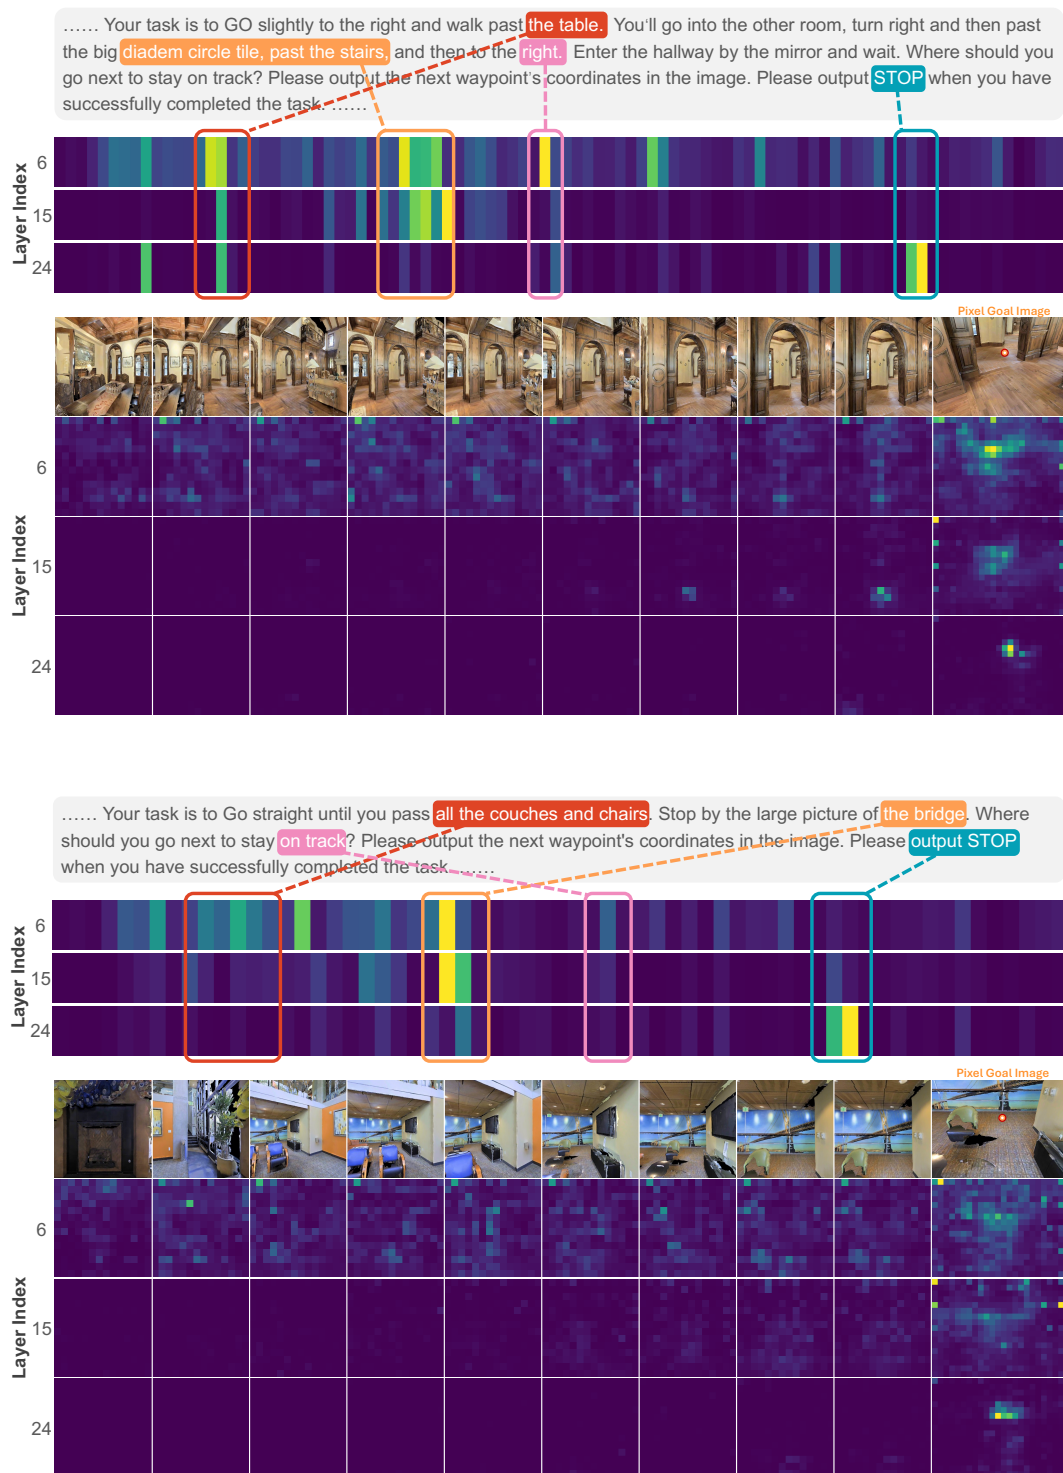 …… Your task is to GO slightly to the right and walk past the table. You'll go into the other room, turn right and then past
the big diadem circle tile, past the stairs, and then to the right. Enter the hallway by the mirror and wait. Where should you
go next to stay on track? Please output the next waypoint's coordinates in the image. Please output STOP when you have
successfully completed the task. ……
Layer Index
6
15
24
Pixel Goal Image
Layer Index
6
15
24
…… Your task is to Go straight until you pass all the couches and chairs. Stop by the large picture of the bridge. Where
should you go next to stay on track? Please output the next waypoint's coordinates in the image. Please output STOP
when you have successfully completed the task. ……
Layer Index
6
15
24
Pixel Goal Image
Layer Index
6
15
24